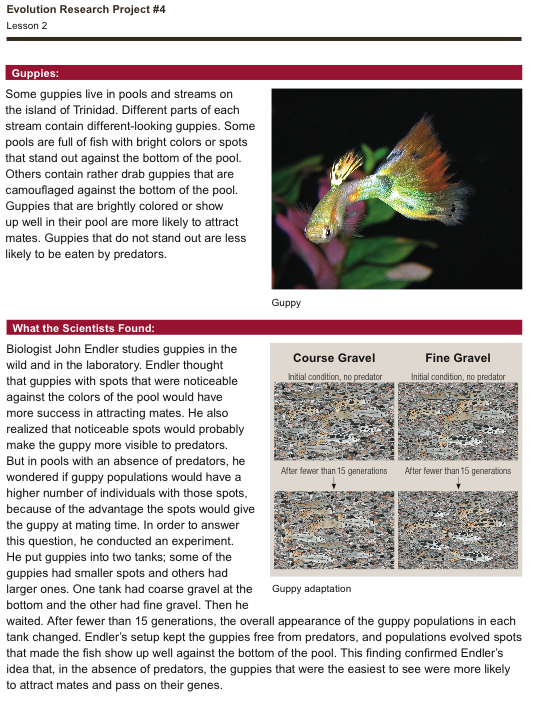 Evolution Research Project #4
Lesson 2
Guppies:
Some guppies live in pools and streams on
the island of Trinidad. Different parts of each
stream contain different-looking guppies. Some
pools are full of fish with bright colors or spots
that stand out against the bottom of the pool.
Others contain rather drab guppies that are
camouflaged against the bottom of the pool.
Guppies that are brightly colored or show
up well in their pool are more likely to attract
mates. Guppies that do not stand out are less
likely to be eaten by predators.
Guppy
What the Scientists Found:
Biologist John Endler studies guppies in the
wild and in the laboratory. Endler thought
that guppies with spots that were noticeable
against the colors of the pool would have
more success in attracting mates. He also
realized that noticeable spots would probably
make the guppy more visible to predators.
But in pools with an absence of predators, he
wondered if guppy populations would have a
higher number of individuals with those spots,
because of the advantage the spots would give
the guppy at mating time. In order to answer
this question, he conducted an experiment.
He put guppies into two tanks; some of the
guppies had smaller spots and others had
larger ones. One tank had coarse gravel at the
bottom and the other had fine gravel. Then he
waited. After fewer than 15 generations, the overall appearance of the guppy populations in each
tank changed. Endler's setup kept the guppies free from predators, and populations evolved spots
that made the fish show up well against the bottom of the pool. This finding confirmed Endler's
idea that, in the absence of predators, the guppies that were the easiest to see were more likely
to attract mates and pass on their genes.
Course Gravel
Fine Gravel
Initial condition, no predator
Initial condition, no predator
After fewer than 15 generations
After fewer than 15 generations
Guppy adaptation